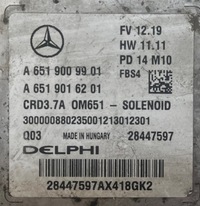 FV 12.19
HW 11.11
PD 14 M10
FBS4
A 651 900 99 01
A 651 901 62 01
CRD3.7A OM651 - SOLENOID
30000088023500121301230 1
Q03 MADE IN HUNGARY 28447597
DELPHI
28447597AX418GK2